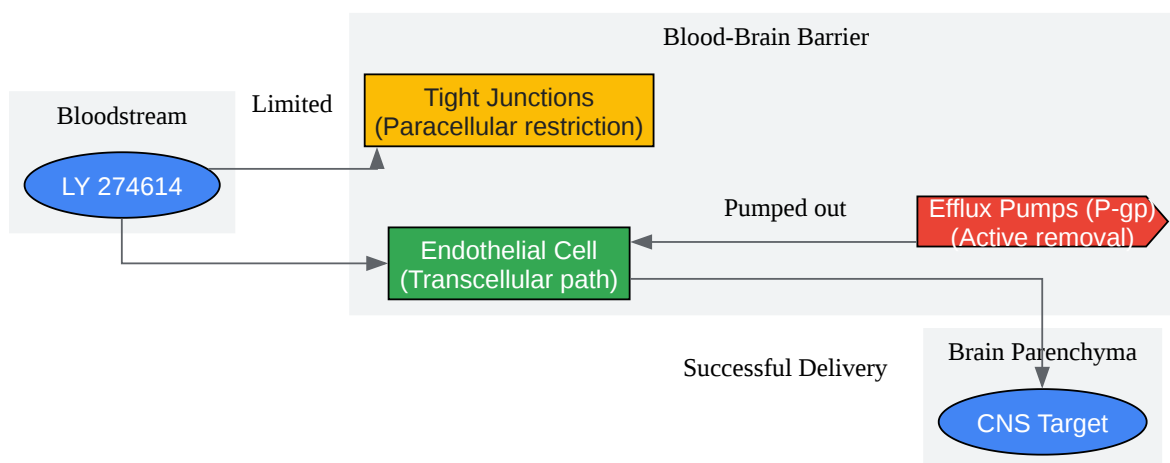 Blood-Brain Barrier
Bloodstream
Limited
Tight Junctions
(Paracellular restriction)
LY 274614
Pumped out
Efflux Pumps (P-gp)
(Active removal)
Endothelial Cell
(Transcellular path)
Brain Parenchyma
Successful Delivery
CNS Target